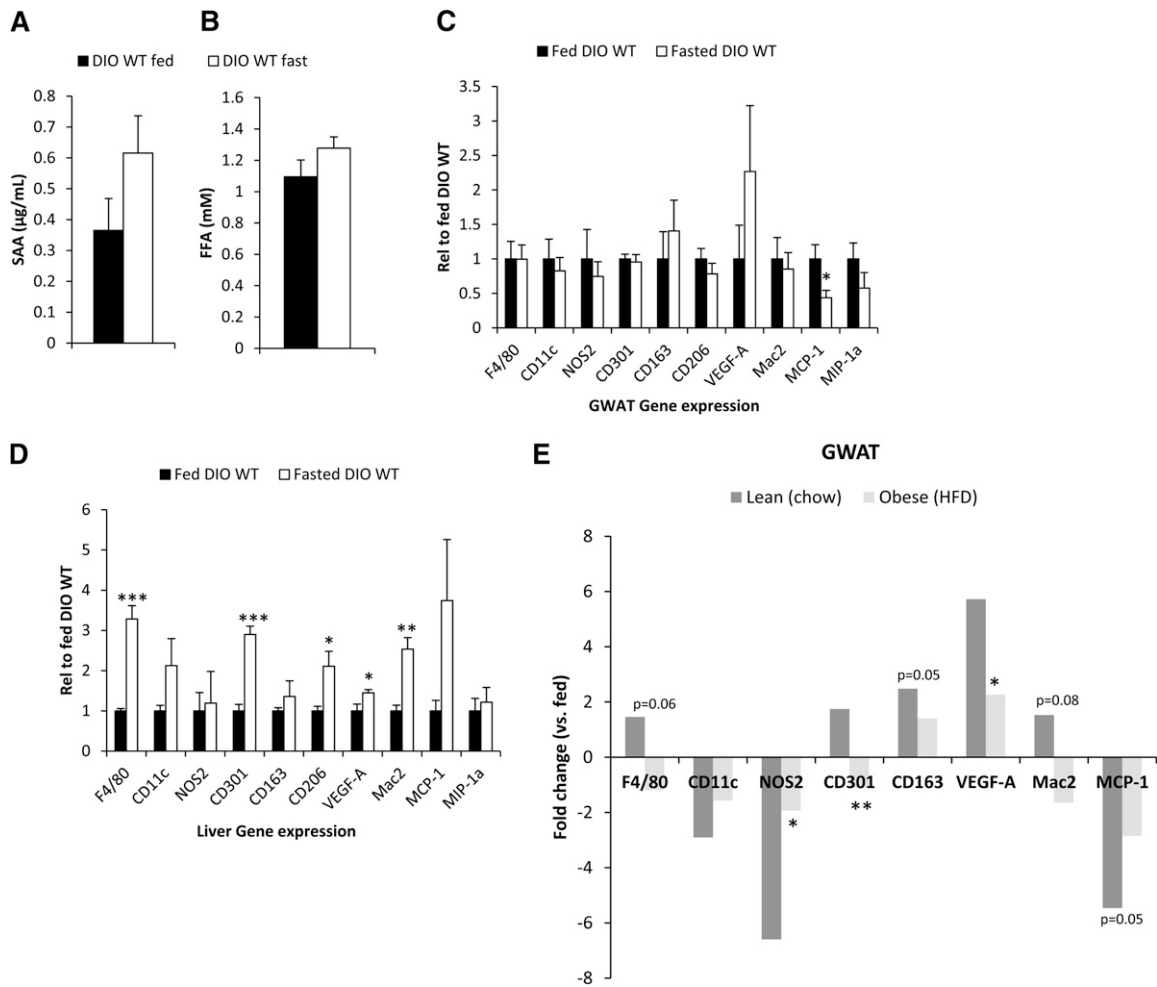 A
DIO WT fed
DIO WT fast
0.8
0.7
0.6
0.5
0.4
0.3
0.2
0.1
0
SAA (µg/mL)
B
1.6
1.4
1.2
1
0.8
0.6
0.4
0.2
0
FFA (mM)
C
Fed DIO WT
Fasted DIO WT
3.5
3
2.5
2
1.5
1
0.5
0
Rel to fed DIO WT
*
F4/80
CD11c
NOS2
CD301
CD163
CD206
VEGF-A
Mac2
MCP-1
MIP-1a
GWAT Gene expression
D
Fed DIO WT
Fasted DIO WT
6
5
4
3
2
1
0
Rel to fed DIO WT
***
***
*
*
**
F4/80
CD11c
NOS2
CD301
CD163
CD206
VEGF-A
Mac2
MCP-1
MIP-1a
Liver Gene expression
E
GWAT
Lean (chow)
Obese (HFD)
8
6
4
2
0
-2
-4
-6
-8
Fold change (vs. fed)
p=0.06
p=0.05
*
p=0.08
F4/80
CD11c
NOS2
CD301
CD163
VEGF-A
Mac2
MCP-1
*
**
p=0.05